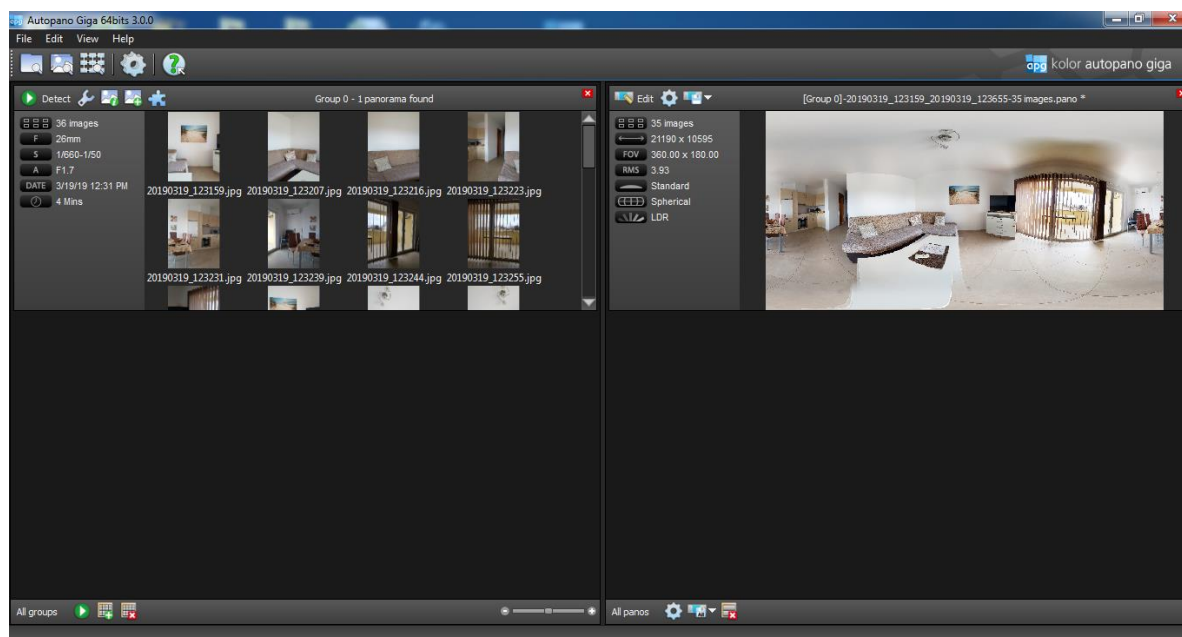 Autopano Giga 64bits 3.0.0
File Edit View Help
apg kolor autopano giga
Detect
Group 0 - 1 panorama found
36 images
F 26mm
S 1/660-1/50
A F1.7
DATE 3/19/19 12:31 PM
4 Mins
20190319_123159.jpg 20190319_123207.jpg 20190319_123216.jpg 20190319_123223.jpg
20190319_123231.jpg 20190319_123239.jpg 20190319_123244.jpg 20190319_123255.jpg
All groups
Edit
[Group 0]-20190319_123159_20190319_123655-35 images.pano *
35 images
21190 x 10595
FOV 360.00 x 180.00
RMS 3.93
Standard
Spherical
LDR
All panos